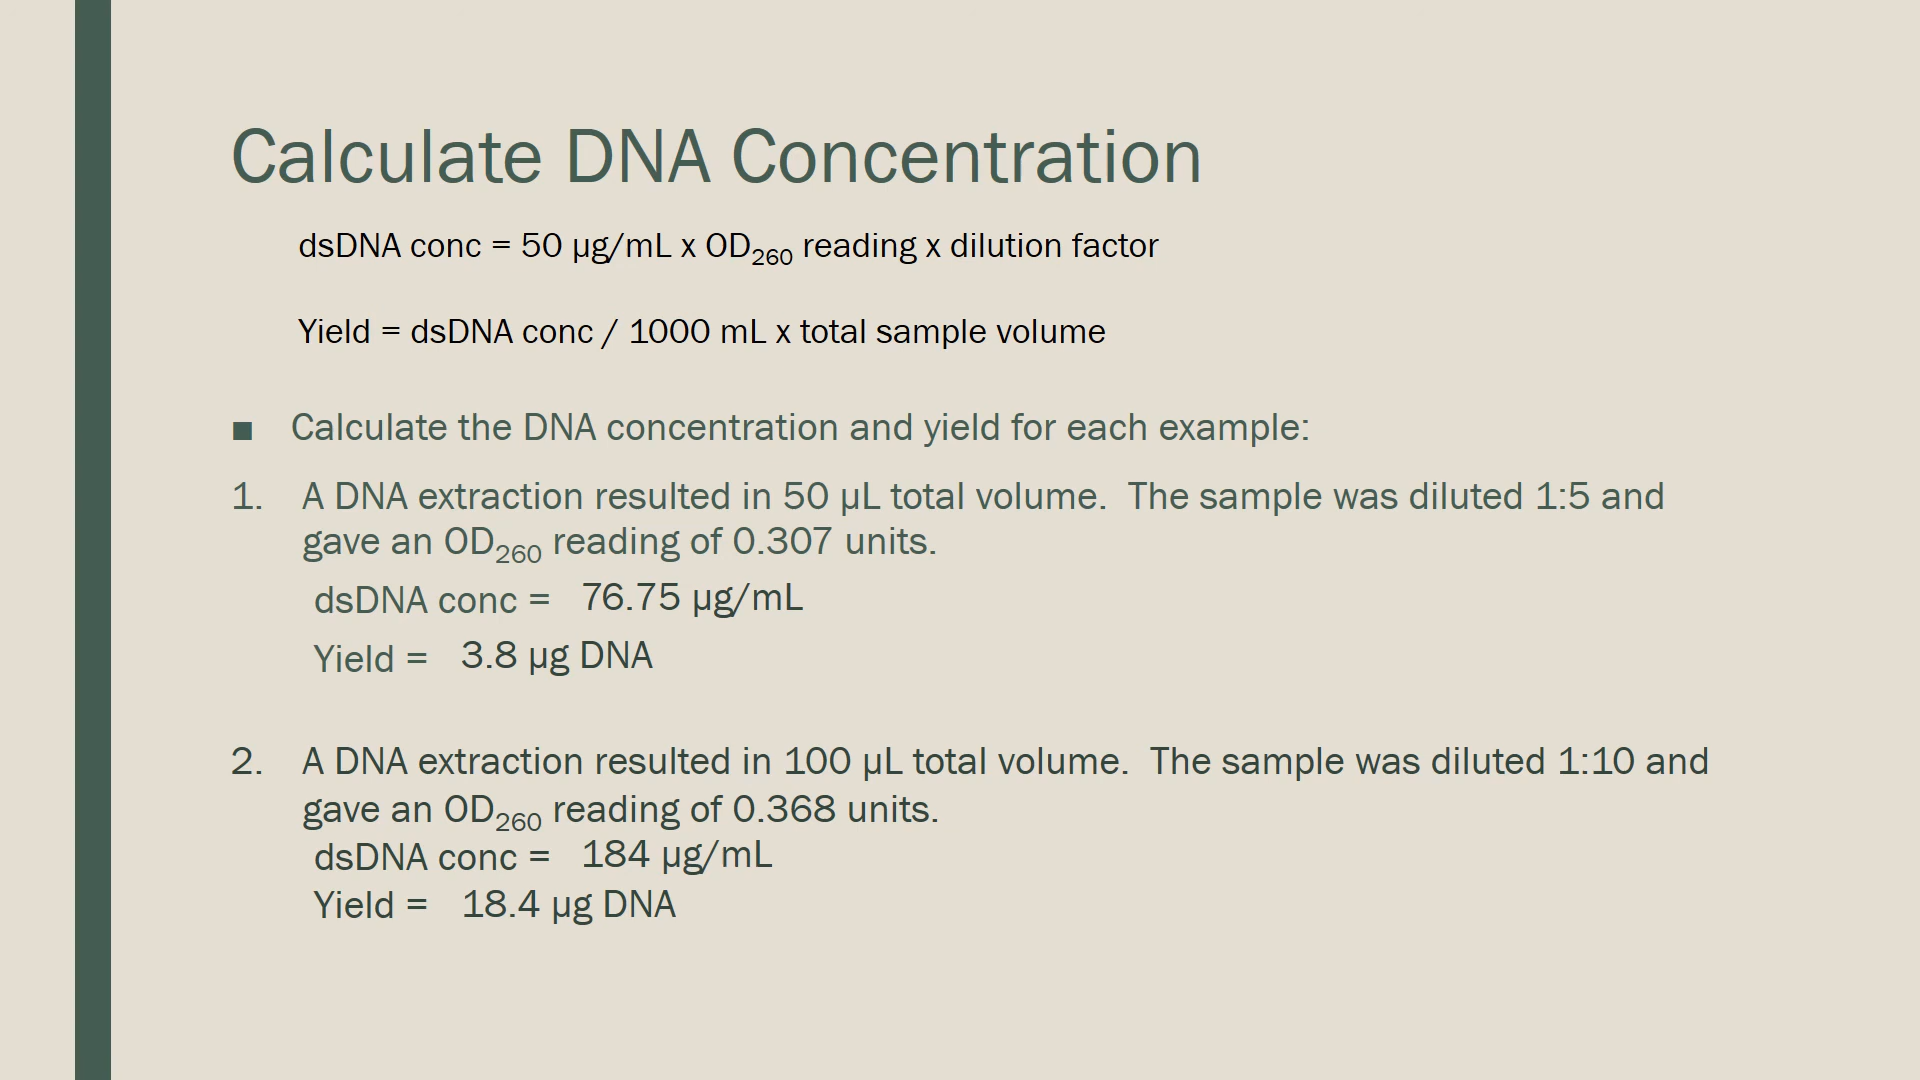 Calculate DNA Concentration
dsDNA conc = 50 µg/mL x OD260 reading x dilution factor
Yield = dsDNA conc / 1000 mL x total sample volume
■ Calculate the DNA concentration and yield for each example:
1. A DNA extraction resulted in 50 µL total volume. The sample was diluted 1:5 and
gave an OD260 reading of 0.307 units.
dsDNA conc = 76.75 µg/mL
Yield = 3.8 µg DNA
2. A DNA extraction resulted in 100 µL total volume. The sample was diluted 1:10 and
gave an OD260 reading of 0.368 units.
dsDNA conc = 184 µg/mL
Yield = 18.4 µg DNA